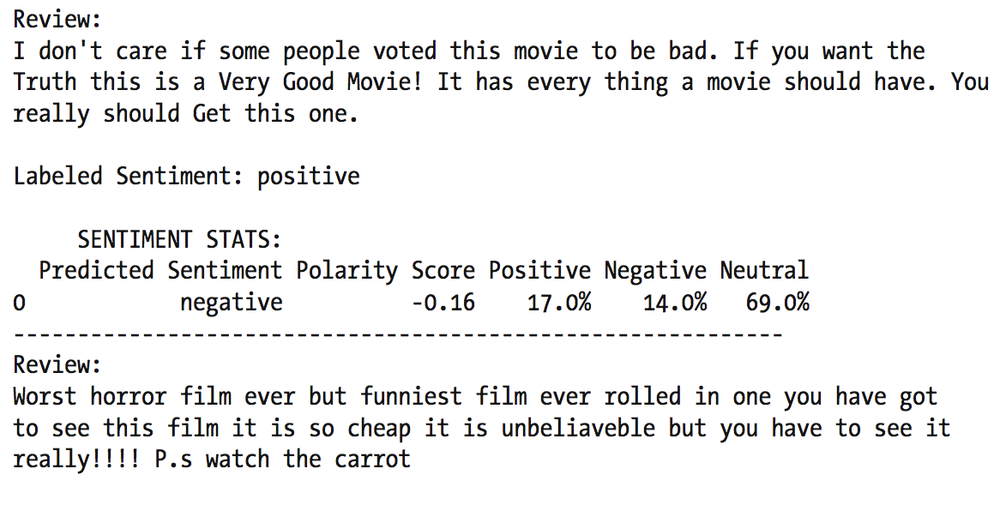 Review:
I don't care if some people voted this movie to be bad. If you want the
Truth this is a Very Good Movie! It has every thing a movie should have. You
really should Get this one.
Labeled Sentiment: positive
SENTIMENT STATS:
Predicted Sentiment Polarity Score Positive Negative Neutral
0 negative -0.16 17.0% 14.0% 69.0%
------------------------------------------------------------
Review:
Worst horror film ever but funniest film ever rolled in one you have got
to see this film it is so cheap it is unbeliaveble but you have to see it
really!!!! P.s watch the carrot